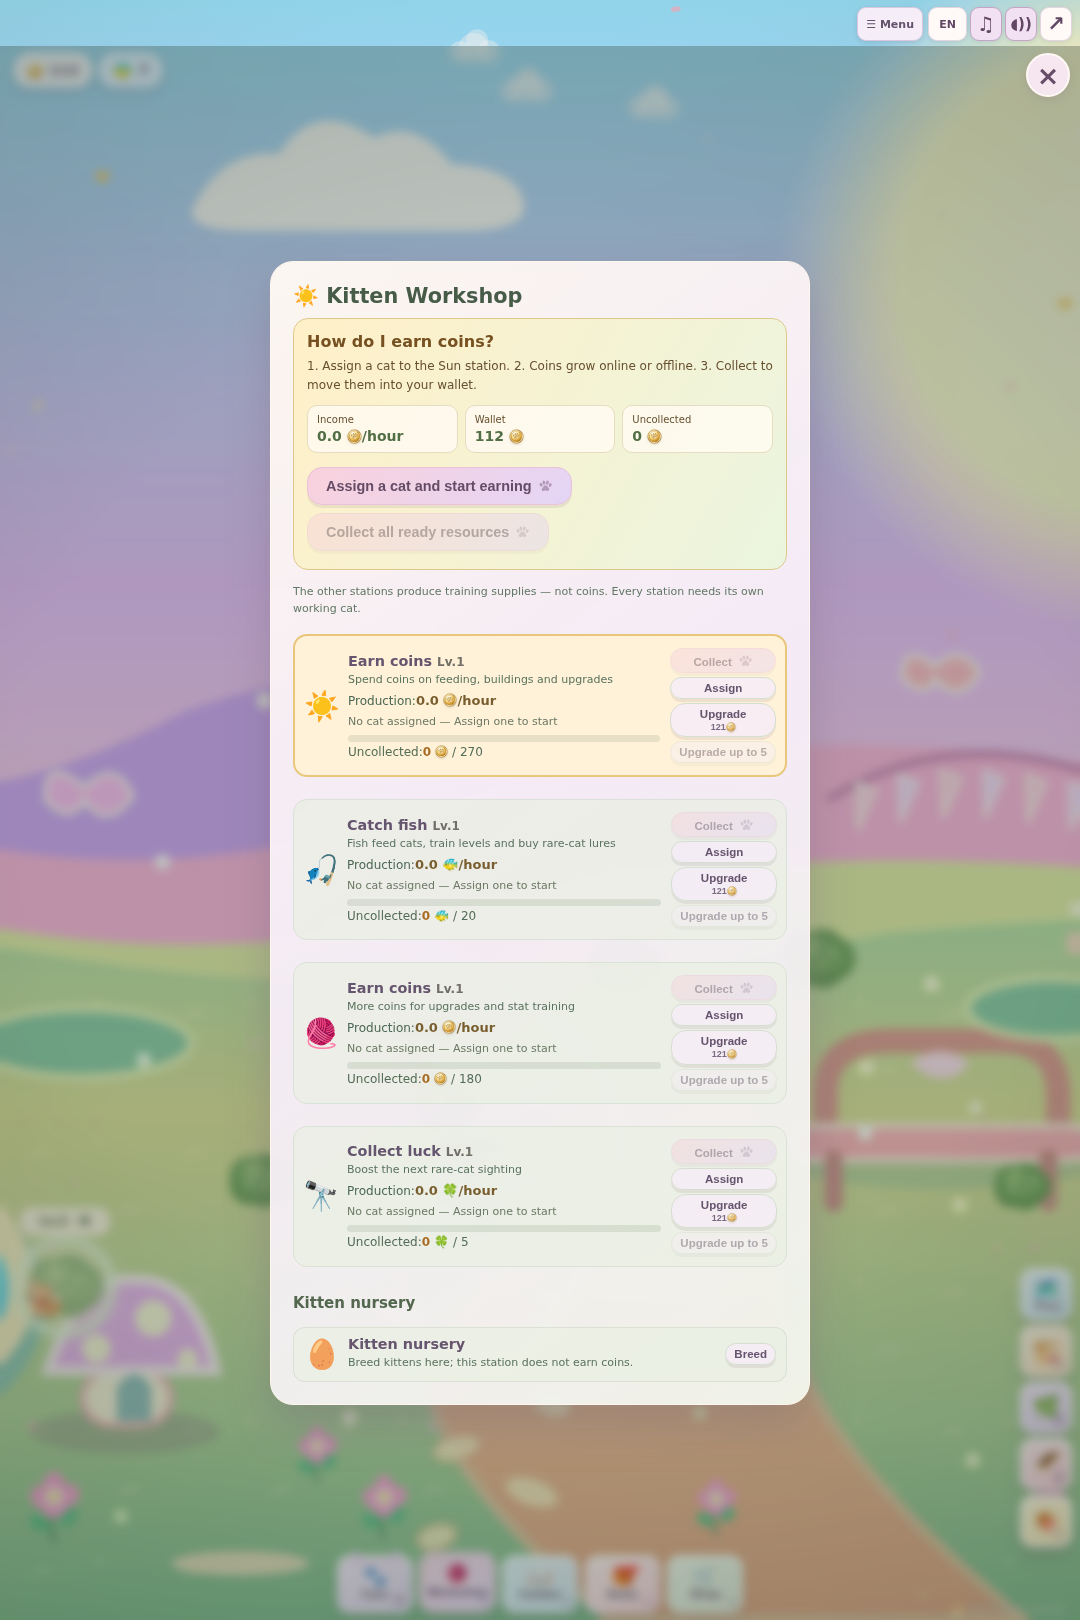 ☰ Menu
EN
☀️ Kitten Workshop
How do I earn coins?
1. Assign a cat to the Sun station. 2. Coins grow online or offline. 3. Collect to
move them into your wallet.
Income
0.0 /hour
Wallet
112
Uncollected
0
Assign a cat and start earning
Collect all ready resources
The other stations produce training supplies — not coins. Every station needs its own
working cat.
Earn coins Lv.1
Spend coins on feeding, buildings and upgrades
Production:0.0 /hour
No cat assigned — Assign one to start
Uncollected:0 / 270
Collect
Assign
Upgrade
121
Upgrade up to 5
Catch fish Lv.1
Fish feed cats, train levels and buy rare-cat lures
Production:0.0 /hour
No cat assigned — Assign one to start
Uncollected:0 / 20
Collect
Assign
Upgrade
121
Upgrade up to 5
Earn coins Lv.1
More coins for upgrades and stat training
Production:0.0 /hour
No cat assigned — Assign one to start
Uncollected:0 / 180
Collect
Assign
Upgrade
121
Upgrade up to 5
Collect luck Lv.1
Boost the next rare-cat sighting
Production:0.0 /hour
No cat assigned — Assign one to start
Uncollected:0 / 5
Collect
Assign
Upgrade
121
Upgrade up to 5
Kitten nursery
Kitten nursery
Breed kittens here; this station does not earn coins.
Breed